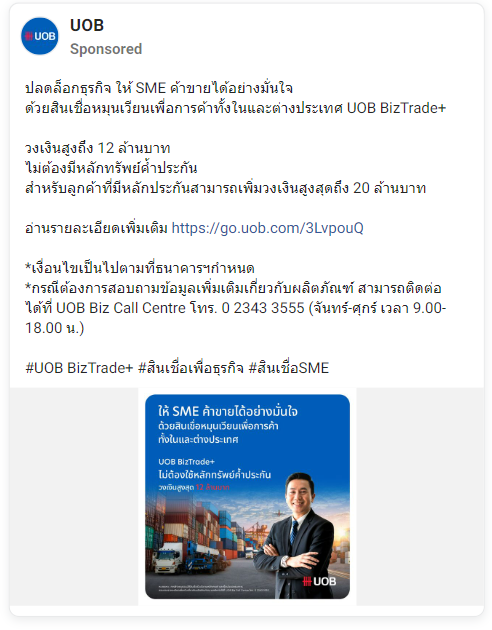 UOB
UOB
Sponsored
ปลดล็อกธุรกิจ ให้ SME ค้าขายได้อย่างมั่นใจ
ด้วยสินเชื่อหมุนเวียนเพื่อการค้าทั้งในและต่างประเทศ UOB BizTrade+
วงเงินสูงถึง 12 ล้านบาท
ไม่ต้องมีหลักทรัพย์ค้ำประกัน
สำหรับลูกค้าที่มีหลักประกันสามารถเพิ่มวงเงินสูงสุดถึง 20 ล้านบาท
อ่านรายละเอียดเพิ่มเติม https://go.uob.com/3LvpouQ
*เงื่อนไขเป็นไปตามที่ธนาคารฯกำหนด
*กรณีต้องการสอบถามข้อมูลเพิ่มเติมเกี่ยวกับผลิตภัณฑ์ สามารถติดต่อ
ได้ที่ UOB Biz Call Centre โทร. 0 2343 3555 (จันทร์-ศุกร์ เวลา 9.00-
18.00 น.)
#UOB BizTrade+ #สินเชื่อเพื่อธุรกิจ #สินเชื่อSME
ให้ SME ค้าขายได้อย่างมั่นใจ
ด้วยสินเชื่อหมุนเวียนเพื่อการค้า
ทั้งในและต่างประเทศ
UOB BizTrade+
ไม่ต้องใช้หลักทรัพย์ค้ำประกัน
วงเงินสูงสุด 12 ล้านบาท
UOB